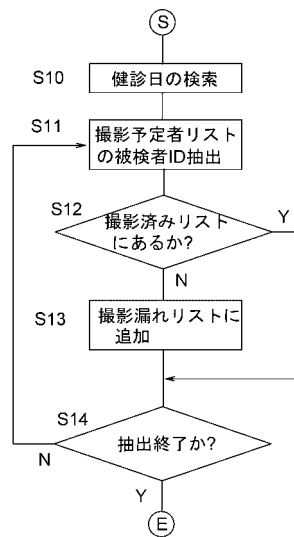 S
S10
健診日の検索
S11
撮影予定者リスト
の被検者ID抽出
S12
撮影済みリスト
にあるか?
Y
N
S13
撮影漏れリストに
追加
S14
抽出終了か?
N
Y
E